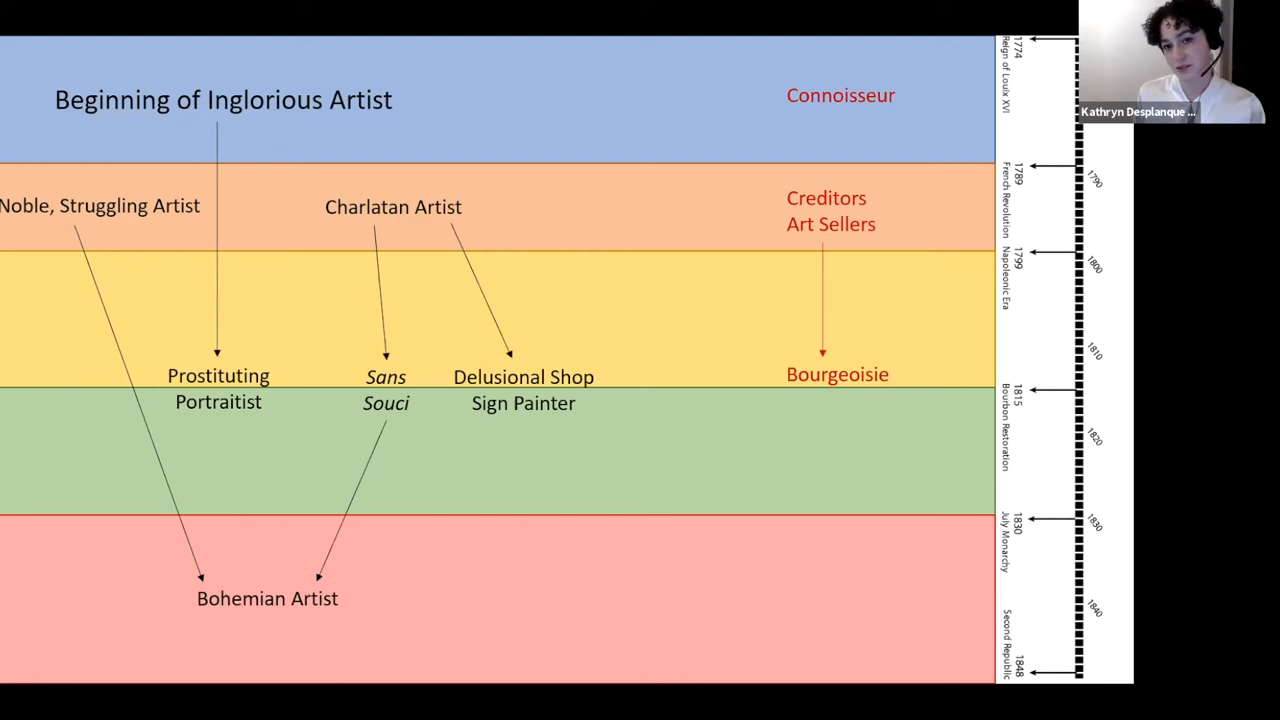 Beginning of Inglorious Artist
Connoisseur
Noble, Struggling Artist
Charlatan Artist
Creditors
Art Sellers
Prostituting
Portraitist
Sans
Souci
Delusional Shop
Sign Painter
Bourgeoisie
Bohemian Artist
1774
Reign of Louix XVI
1789
French Revolution
1790
1799
Napoleonic Era
1800
1810
1815
Bourbon Restoration
1820
1830
July Monarchy
1830
1840
Second Republic
1848
Kathryn Desplanque ...